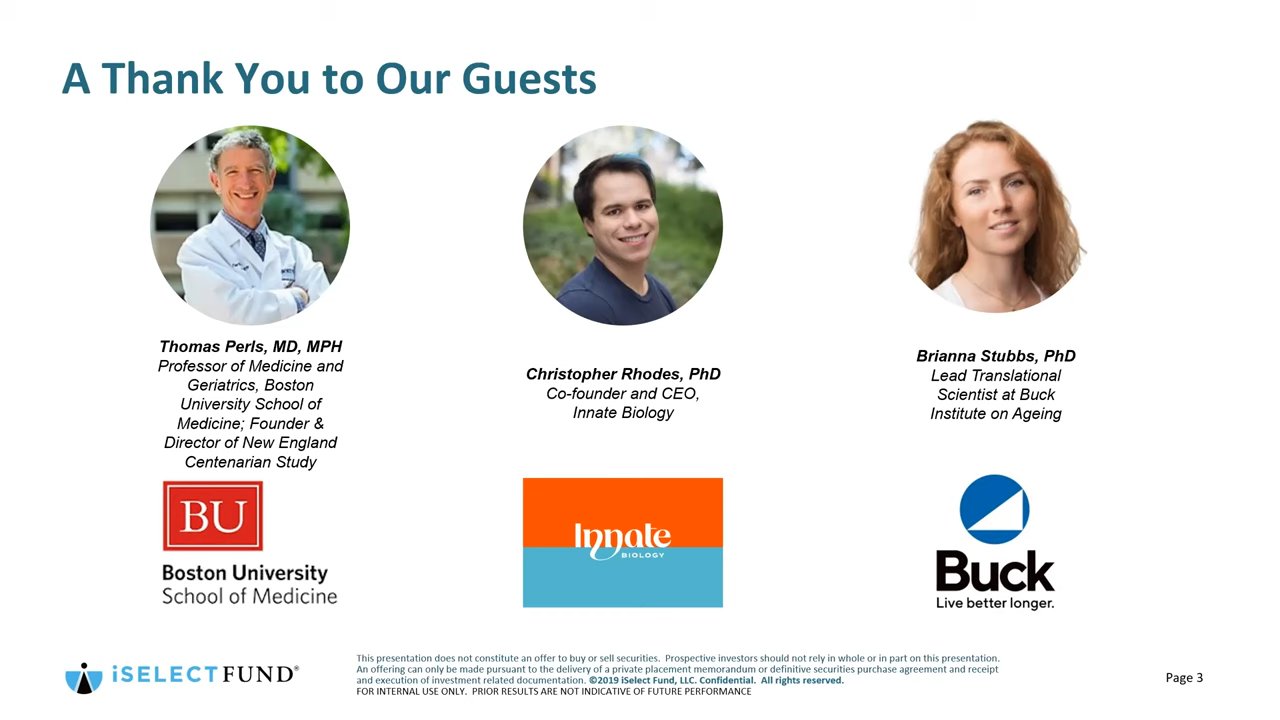 A Thank You to Our Guests
Thomas Perls, MD, MPH
Professor of Medicine and
Geriatrics, Boston
University School of
Medicine; Founder &
Director of New England
Centenarian Study
Christopher Rhodes, PhD
Co-founder and CEO,
Innate Biology
Brianna Stubbs, PhD
Lead Translational
Scientist at Buck
Institute on Ageing
BU
Boston University
School of Medicine
Innate
BIOLOGY
Buck
Live better longer.
iSELECTFUND®
This presentation does not constitute an offer to buy or sell securities. Prospective investors should not rely in whole or in part on this presentation.
An offering can only be made pursuant to the delivery of a private placement memorandum or definitive securities purchase agreement and receipt
and execution of investment related documentation. ©2019 iSelect Fund, LLC. Confidential. All rights reserved.
FOR INTERNAL USE ONLY. PRIOR RESULTS ARE NOT INDICATIVE OF FUTURE PERFORMANCE
Page 3